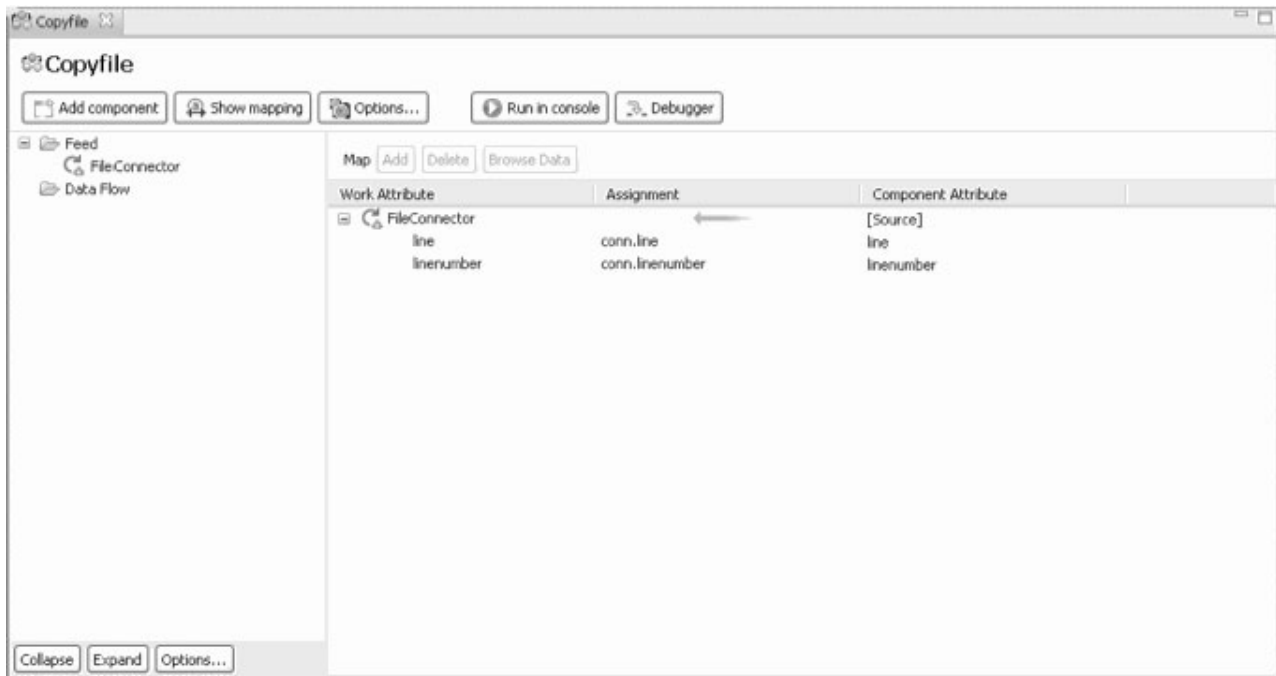 Copyfile
Copyfile
Add component Show mapping Options... Run in console Debugger
Feed
FileConnector
Data Flow
Map Add Delete Browse Data
Work Attribute Assignment Component Attribute
FileConnector [Source]
line conn.line line
linenumber conn.linenumber linenumber
Collapse Expand Options...